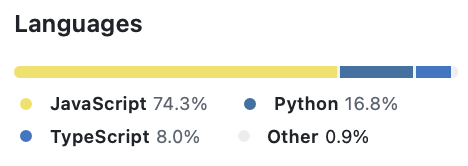 Languages
JavaScript 74.3% Python 16.8%
TypeScript 8.0% Other 0.9%